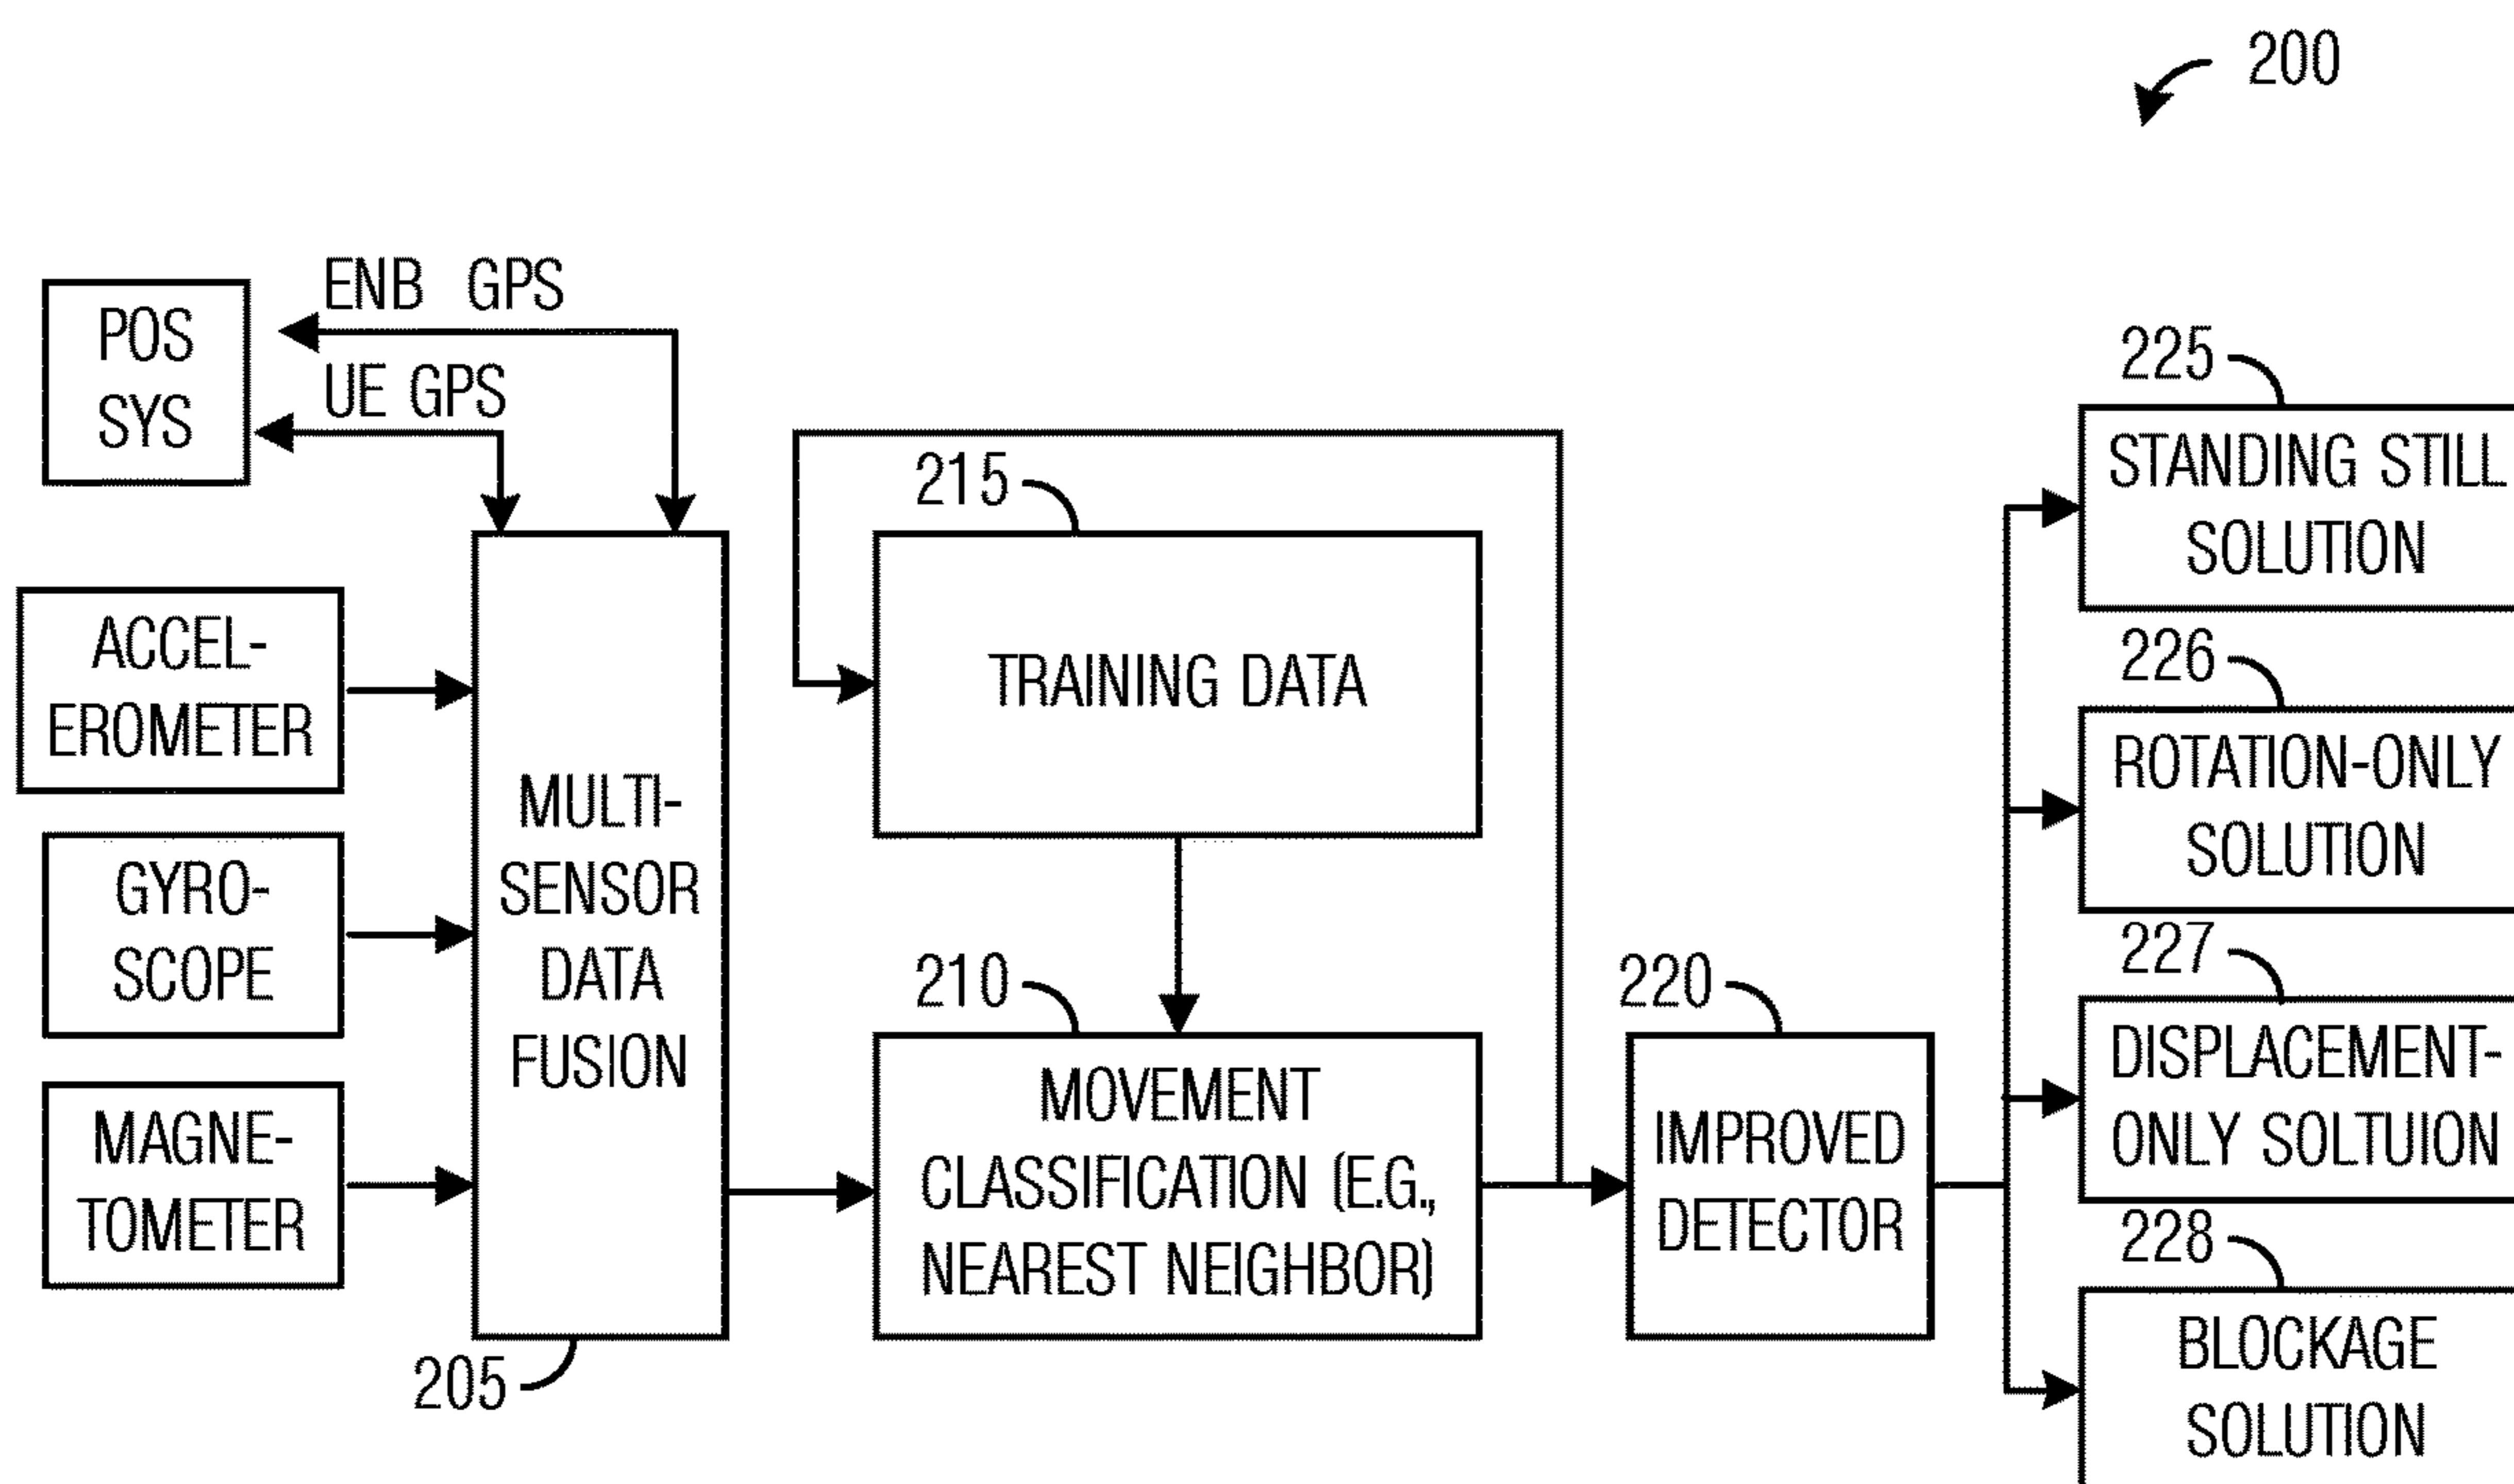 200
ENB GPS
UE GPS
POS
SYS
ACCEL-
EROMETER
GYRO-
SCOPE
MAGNE-
TOMETER
MULTI-
SENSOR
DATA
FUSION
205
215
TRAINING DATA
210
MOVEMENT
CLASSIFICATION (E.G.,
NEAREST NEIGHBOR)
220
IMPROVED
DETECTOR
225
STANDING STILL
SOLUTION
226
ROTATION-ONLY
SOLUTION
227
DISPLACEMENT-
ONLY SOLTUION
228
BLOCKAGE
SOLUTION